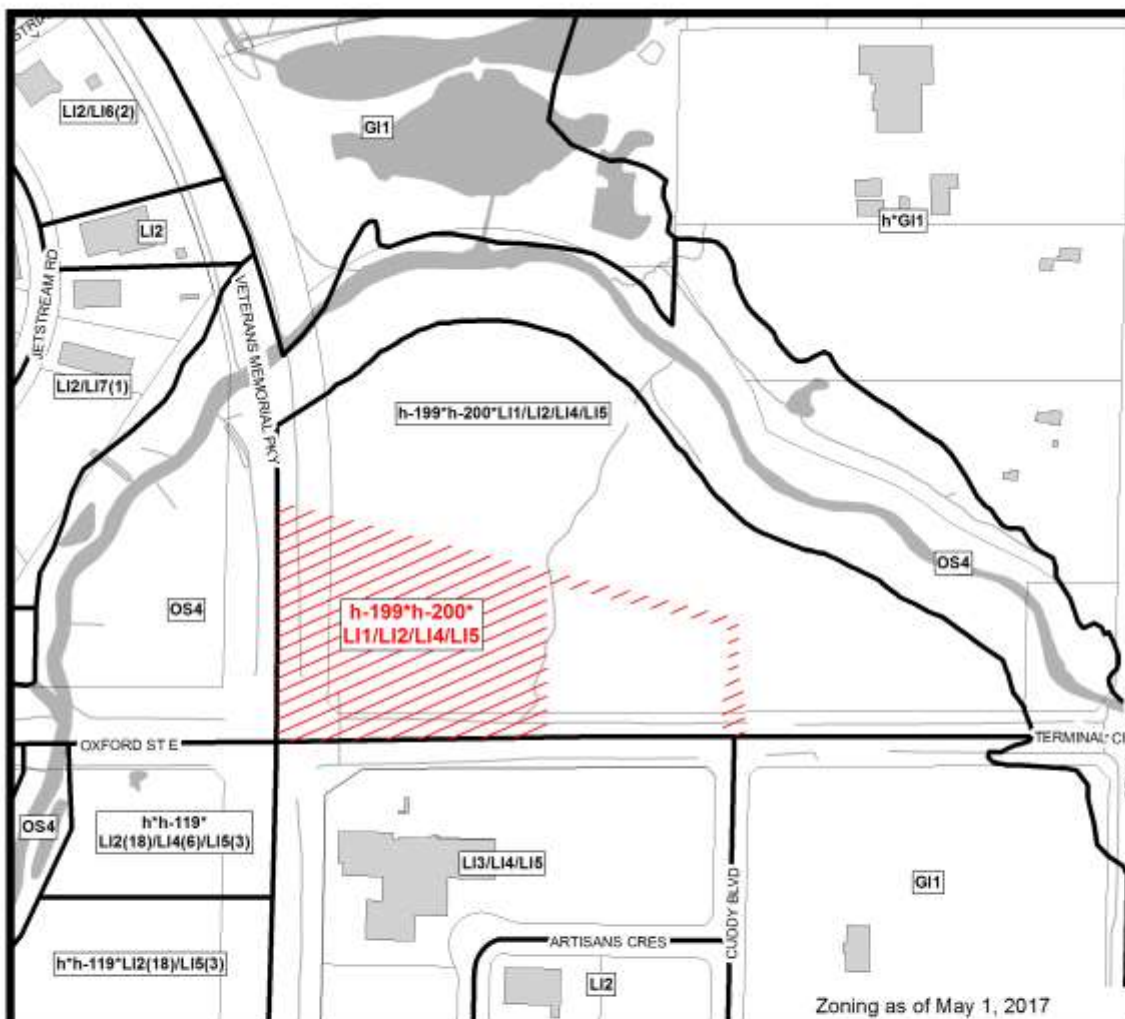 LI2/LI6(2)
GI1
h*GI1
LI2
JETSTREAM RD
VETERANS MEMORIAL PKY
LI2/LI7(1)
h-199*h-200*LI1/LI2/LI4/LI5
OS4
OS4
h-199*h-200*
LI1/LI2/LI4/LI5
OXFORD ST E
OS4
h*h-119*
LI2(18)/LI4(6)/LI5(3)
LI3/LI4/LI5
CUDDY BLVD
GI1
ARTISANS CRES
h*h-119*LI2(18)/LI5(3)
LI2
Zoning as of May 1, 2017